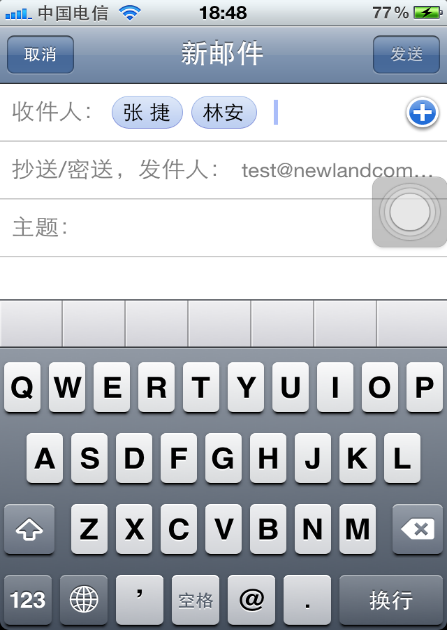 中国电信 18:48 77%
取消 新邮件 发送
收件人： 张 捷 林安
抄送/密送，发件人： test@newlandcom...
主题：
Q W E R T Y U I O P
A S D F G H J K L
Z X C V B N M
123 ' 空格 @ . 换行